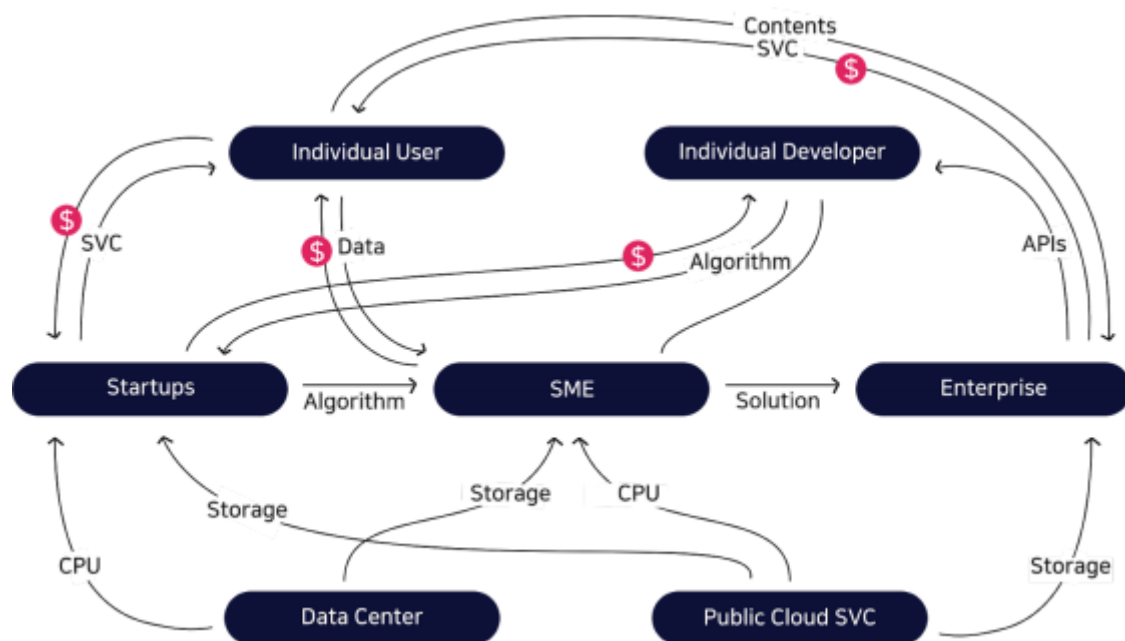 Contents
SVC
$
Individual User
Individual Developer
$
SVC
$
Data
$
Algorithm
APIs
Startups
Algorithm
SME
Solution
Enterprise
Storage
Storage
CPU
CPU
Storage
Data Center
Public Cloud SVC